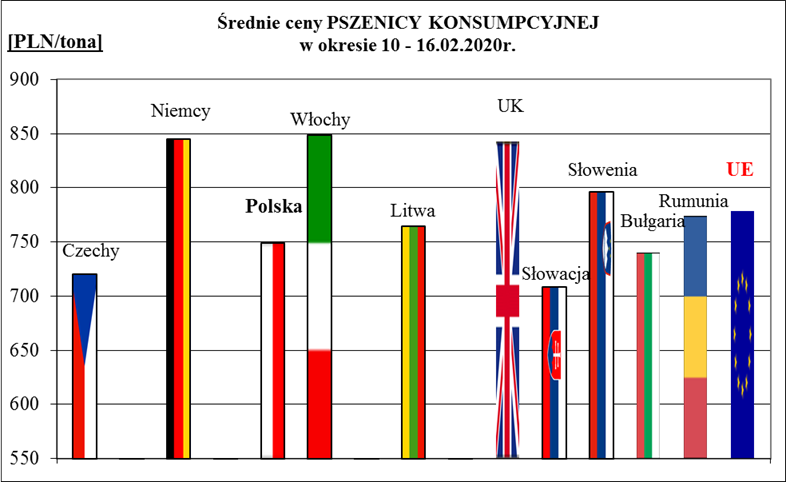 Średnie ceny PSZENICY KONSUMPCYJNEJ
w okresie 10 - 16.02.2020r.
[PLN/tona]
900
850
800
750
700
650
600
550
Czechy
Niemcy
Polska
Włochy
Litwa
UK
Słowacja
Słowenia
Bułgaria
Rumunia
UE